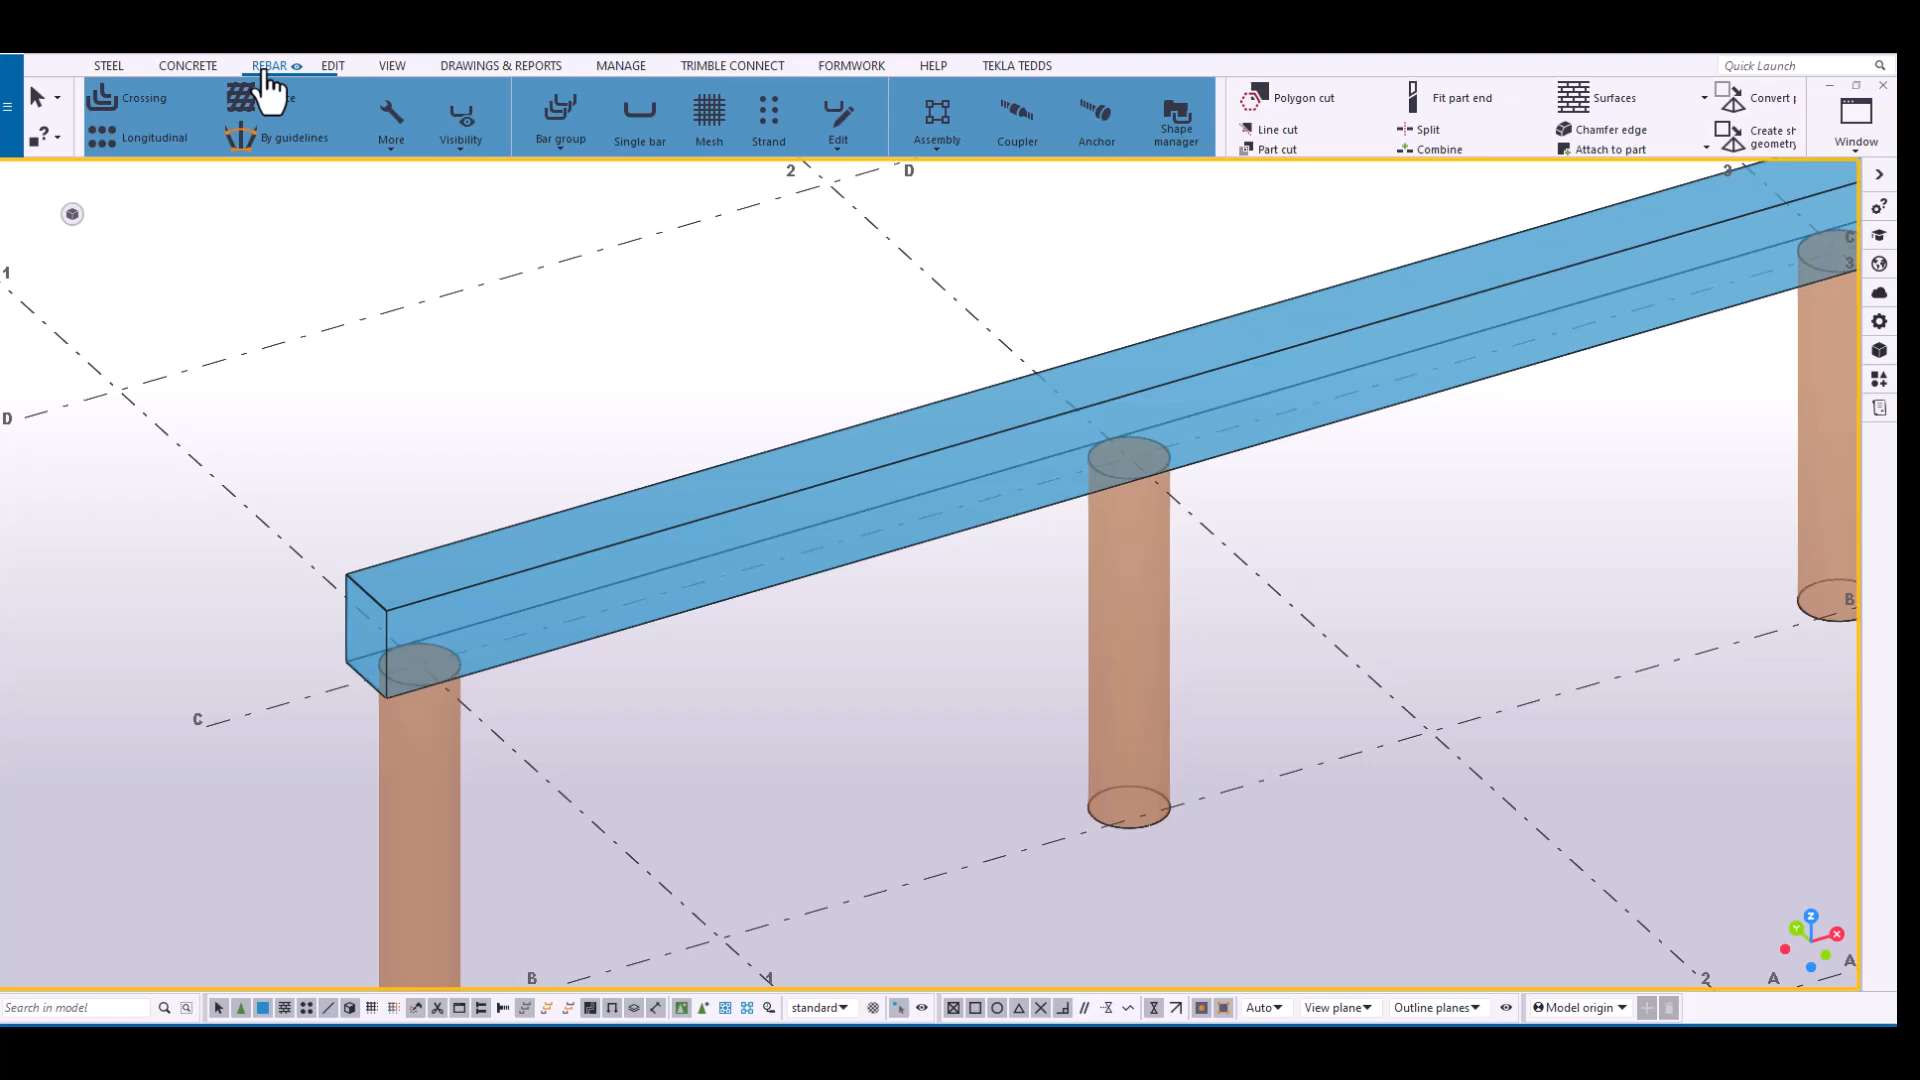 STEEL CONCRETE REBAR EDIT VIEW DRAWINGS & REPORTS MANAGE TRIMBLE CONNECT FORMWORK HELP TEKLA TEDDS Quick Launch
Crossing
Longitudinal By guidelines
More Visibility Bar group Single bar Mesh Strand Edit Assembly Coupler Anchor Shape manager
Polygon cut Fit part end Surfaces Convert
Line cut Split Chamfer edge Create sh
Part cut Combine Attach to part geometry
Window
2 D 3
1 C
3
D
B
C
B 1 2 A A
Z
Y X
Search in model standard Auto View plane Outline planes Model origin